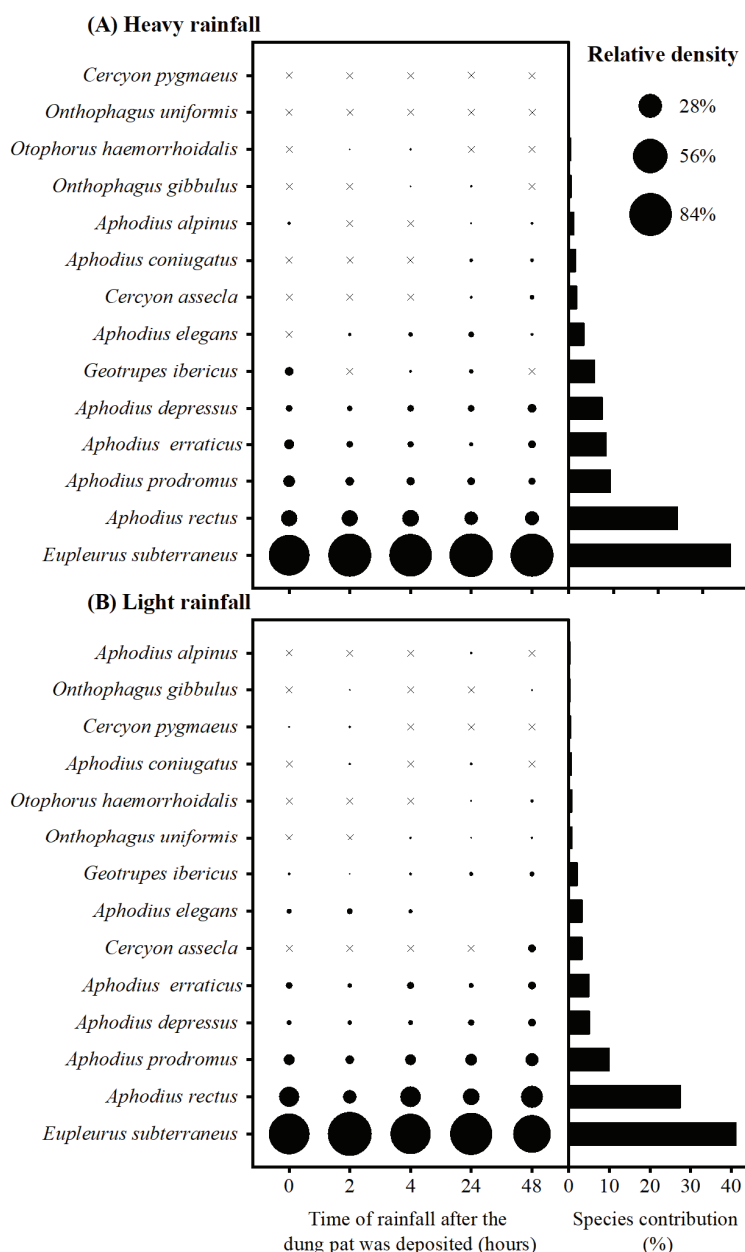 (A) Heavy rainfall
Relative density
28%
56%
84%
Cercyon pygmaeus
Onthophagus uniformis
Otophorus haemorrhoidalis
Onthophagus gibbulus
Aphodius alpinus
Aphodius coniugatus
Cercyon assecla
Aphodius elegans
Geotrupes ibericus
Aphodius depressus
Aphodius erraticus
Aphodius prodromus
Aphodius rectus
Eupleurus subterraneus
(B) Light rainfall
Aphodius alpinus
Onthophagus gibbulus
Cercyon pygmaeus
Aphodius coniugatus
Otophorus haemorrhoidalis
Onthophagus uniformis
Geotrupes ibericus
Aphodius elegans
Cercyon assecla
Aphodius erraticus
Aphodius depressus
Aphodius prodromus
Aphodius rectus
Eupleurus subterraneus
0 2 4 24 48
0 10 20 30 40
Time of rainfall after the
dung pat was deposited (hours)
Species contribution
(%)